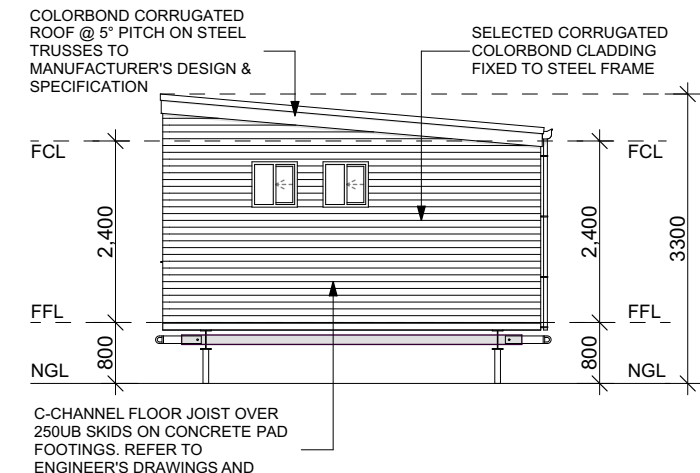 COLORBOND CORRUGATED
ROOF @ 5° PITCH ON STEEL
TRUSSES TO
MANUFACTURER'S DESIGN &
SPECIFICATION
SELECTED CORRUGATED
COLORBOND CLADDING
FIXED TO STEEL FRAME
FCL
FCL
2,400
2,400
3300
FFL
FFL
800
800
NGL
NGL
C-CHANNEL FLOOR JOIST OVER
250UB SKIDS ON CONCRETE PAD
FOOTINGS. REFER TO
ENGINEER'S DRAWINGS AND